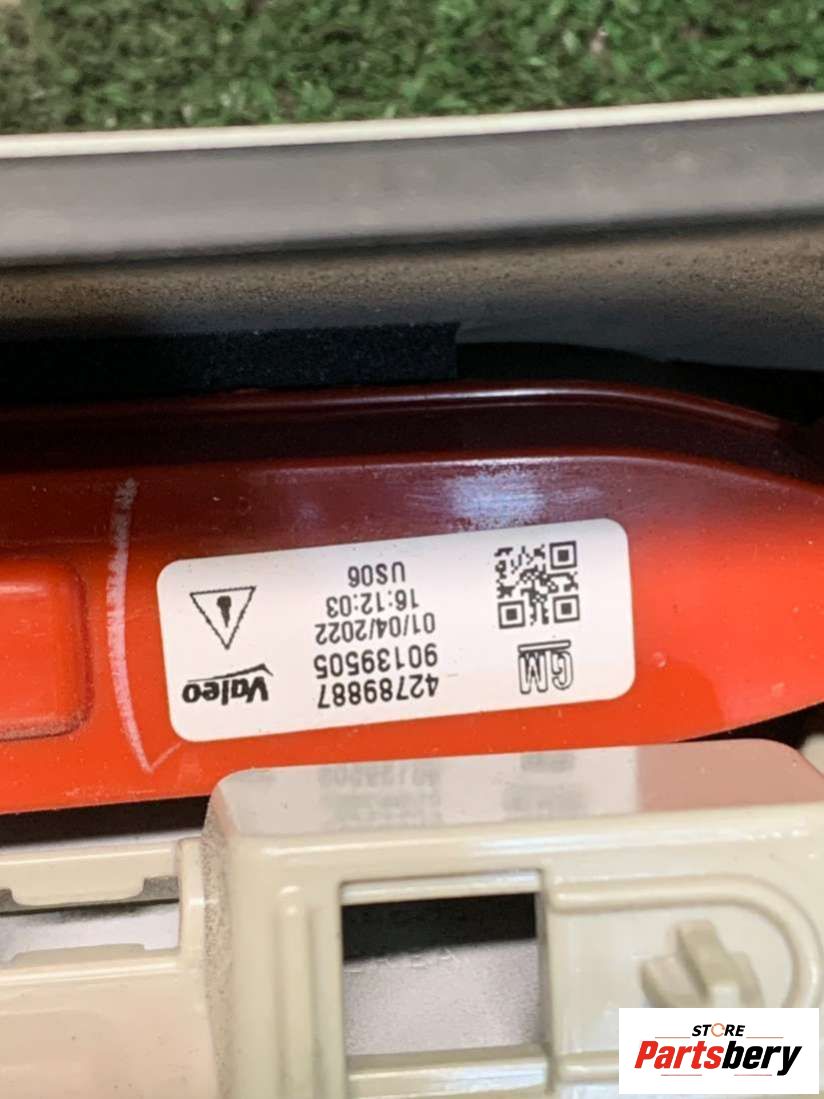 GM
42789887
90139505
01/04/2022
16:12:03
US06
Valeo
STORE
Partsbery